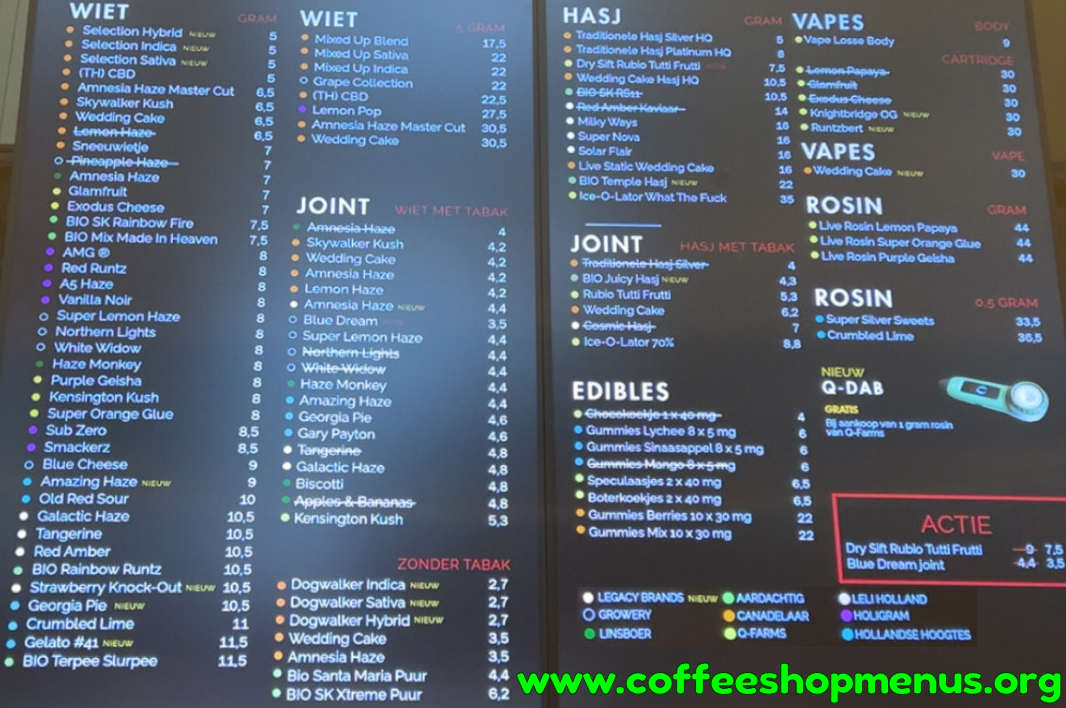 WIET GRAM
Selection Hybrid NIEUW 5
Selection Indica NIEUW 5
Selection Sativa NIEUW 5
(TH) CBD 5
Amnesia Haze Master Cut 6,5
Skywalker Kush 6,5
Wedding Cake 6,5
Lemon Haze 6,5
Sneeuwietje 7
Pineapple Haze 7
Amnesia Haze 7
Glamfruit 7
Exodus Cheese 7
BIO SK Rainbow Fire 7,5
BIO Mix Made In Heaven 7,5
AMG ® 8
Red Runtz 8
A5 Haze 8
Vanilla Noir 8
Super Lemon Haze 8
Northern Lights 8
White Widow 8
Haze Monkey 8
Purple Geisha 8
Kensington Kush 8
Super Orange Glue 8
Sub Zero 8,5
Smackerz 8,5
Blue Cheese 9
Amazing Haze NIEUW 9
Old Red Sour 10
Galactic Haze 10,5
Tangerine 10,5
Red Amber 10,5
BIO Rainbow Runtz 10,5
Strawberry Knock-Out NIEUW 10,5
Georgia Pie NIEUW 10,5
Crumbled Lime 11
Gelato #41 NIEUW 11,5
BIO Terpee Slurpee 11,5
WIET 5 GRAM
Mixed Up Blend 17,5
Mixed Up Sativa 22
Mixed Up Indica 22
Grape Collection 22
(TH) CBD 22,5
Lemon Pop 27,5
Amnesia Haze Master Cut 30,5
Wedding Cake 30,5
JOINT WIET MET TABAK
Amnesia Haze 4
Skywalker Kush 4,2
Wedding Cake 4,2
Amnesia Haze 4,2
Lemon Haze 4,2
Amnesia Haze NIEUW 4,4
Blue Dream 3,5
Super Lemon Haze 4,4
Northern Lights 4,4
White Widow 4,4
Haze Monkey 4,4
Amazing Haze 4,4
Georgia Pie 4,6
Gary Payton 4,6
Tangerine 4,8
Galactic Haze 4,8
Biscotti 4,8
Apples & Bananas 4,8
Kensington Kush 5,3
ZONDER TABAK
Dogwalker Indica NIEUW 2,7
Dogwalker Sativa NIEUW 2,7
Dogwalker Hybrid NIEUW 2,7
Wedding Cake 3,5
Amnesia Haze 3,5
Bio Santa Maria Puur 4,4
BIO SK Xtreme Puur 6,2
HASJ GRAM
Traditionele Hasj Silver HQ 5
Traditionele Hasj Platinum HQ 8
Dry Sift Rubio Tutti Frutti 7,5
Wedding Cake Hasj HQ 10,5
BIO SK RS11 10,5
Red Amber Kaviaar 14
Milky Ways 16
Super Nova 16
Solar Flair 16
Live Static Wedding Cake 16
BIO Temple Hasj NIEUW 22
Ice-O-Lator What The Fuck 35
JOINT HASJ MET TABAK
Traditionele Hasj Silver 4
BIO Juicy Hasj NIEUW 4,3
Rubio Tutti Frutti 5,3
Wedding Cake 6,2
Cosmic Hasj 7
Ice-O-Lator 70% 8,8
EDIBLES
Chocokoekje 1 x 40 mg 4
Gummies Lychee 8 x 5 mg 6
Gummies Sinaasappel 8 x 5 mg 6
Gummies Mango 8 x 5 mg 6
Speculaasjes 2 x 40 mg 6,5
Boterkoekjes 2 x 40 mg 6,5
Gummies Berries 10 x 30 mg 22
Gummies Mix 10 x 30 mg 22
VAPES BODY
Vape Losse Body 9
CARTRIDGE
Lemon Papaya 30
Glamfruit 30
Exodus Cheese 30
Knightbridge OG NIEUW 30
Runtzbert NIEUW 30
VAPES VAPE
Wedding Cake NIEUW 30
ROSIN GRAM
Live Rosin Lemon Papaya 44
Live Rosin Super Orange Glue 44
Live Rosin Purple Geisha 44
ROSIN 0.5 GRAM
Super Silver Sweets 33,5
Crumbled Lime 36,5
NIEUW
Q-DAB
GRATIS
Bij aankoop van 1 gram rosin
van Q-Farms
ACTIE
Dry Sift Rubio Tutti Frutti 9 7,5
Blue Dream joint 4,4 3,5
LEGACY BRANDS NIEUW AARDACHTIG LELI HOLLAND
GROWERY CANADELAAR HOLIGRAM
LINSBOER Q-FARMS HOLLANDSE HOOGTES
www.coffeeshopmenus.org